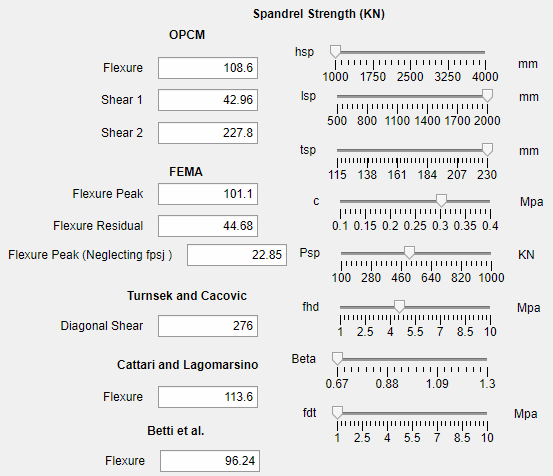 Spandrel Strength (KN)
OPCM
Flexure 108.6
Shear 1 42.96
Shear 2 227.8
FEMA
Flexure Peak 101.1
Flexure Residual 44.68
Flexure Peak (Neglecting fpsj ) 22.85
Turnsek and Cacovic
Diagonal Shear 276
Cattari and Lagomarsino
Flexure 113.6
Betti et al.
Flexure 96.24
hsp
1000 1750 2500 3250 4000 mm
lsp
500 800 1100 1400 1700 2000 mm
tsp
115 138 161 184 207 230 mm
c
0.1 0.15 0.2 0.25 0.3 0.35 0.4 Mpa
Psp
100 280 460 640 820 1000 KN
fhd
1 2.5 4 5.5 7 8.5 10 Mpa
Beta
0.67 0.88 1.09 1.3
fdt
1 2.5 4 5.5 7 8.5 10 Mpa